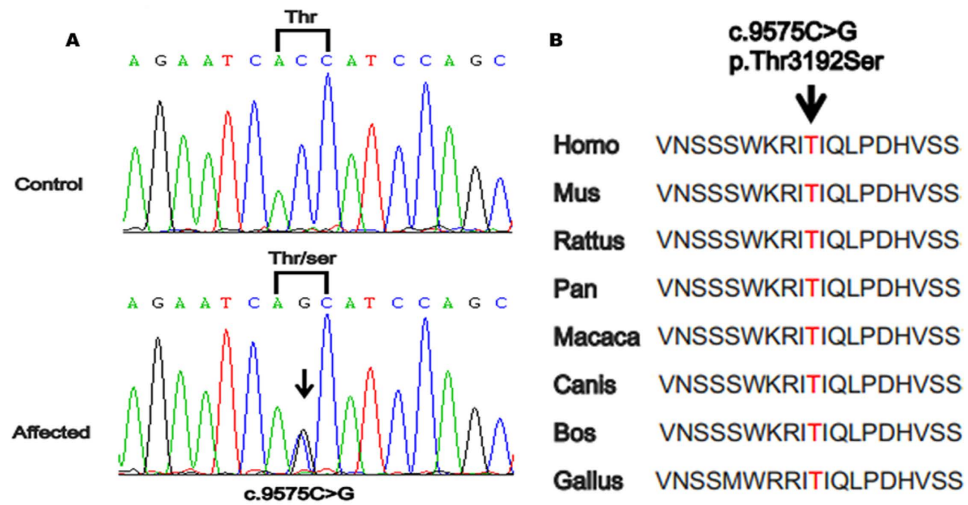 A
Thr
A G A A T C A C C A T C C A G C
Control
Thr/ser
A G A A T C A G C A T C C A G C
Affected
c.9575C>G
B
c.9575C>G
p.Thr3192Ser
Homo VNSSSWKRITIQLPDHVSS
Mus VNSSSWKRITIQLPDHVSS
Rattus VNSSSWKRITIQLPDHVSS
Pan VNSSSWKRITIQLPDHVSS
Macaca VNSSSWKRITIQLPDHVSS
Canis VNSSSWKRITIQLPDHVSS
Bos VNSSSWKRITIQLPDHVSS
Gallus VNSSMWRRITIQLPDHVSS